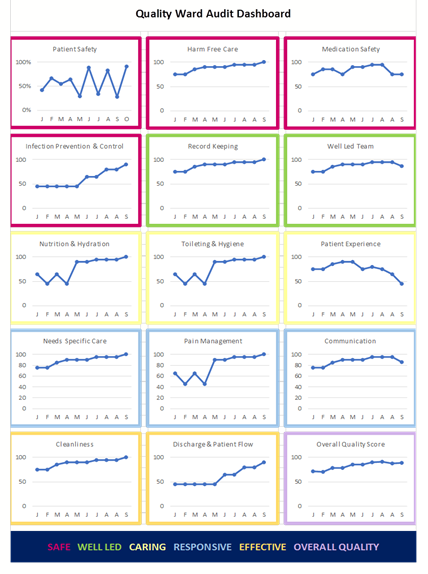 Quality Ward Audit Dashboard
Patient Safety
100%
50%
0%
J F M A M J J A S O
Harm Free Care
100
50
0
J F M A M J J A A S
Medication Safety
100
50
0
J F M A M J J A A S
Infection Prevention & Control
100
50
0
J F M A M J J A A S
Record Keeping
100
50
0
J F M A M J J A A S
Well Led Team
100
50
0
J F M A M J J A A S
Nutrition & Hydration
100
50
0
J F M A M J J A A S
Toileting & Hygiene
100
50
0
J F M A M J J A A S
Patient Experience
100
50
0
J F M A M J J A A S
Needs Specific Care
100
80
60
40
20
0
J F M A M J J A A S
Pain Management
100
80
60
40
20
0
J F M A M J J A A S
Communication
100
80
60
40
20
0
J F M A M J J A A S
Cleanliness
100
50
0
J F M A M J J A A S
Discharge & Patient Flow
100
50
0
J F M A M J J A A S
Overall Quality Score
100
50
0
J F M A M J J A A S
SAFE WELL LED CARING RESPONSIVE EFFECTIVE OVERALL QUALITY